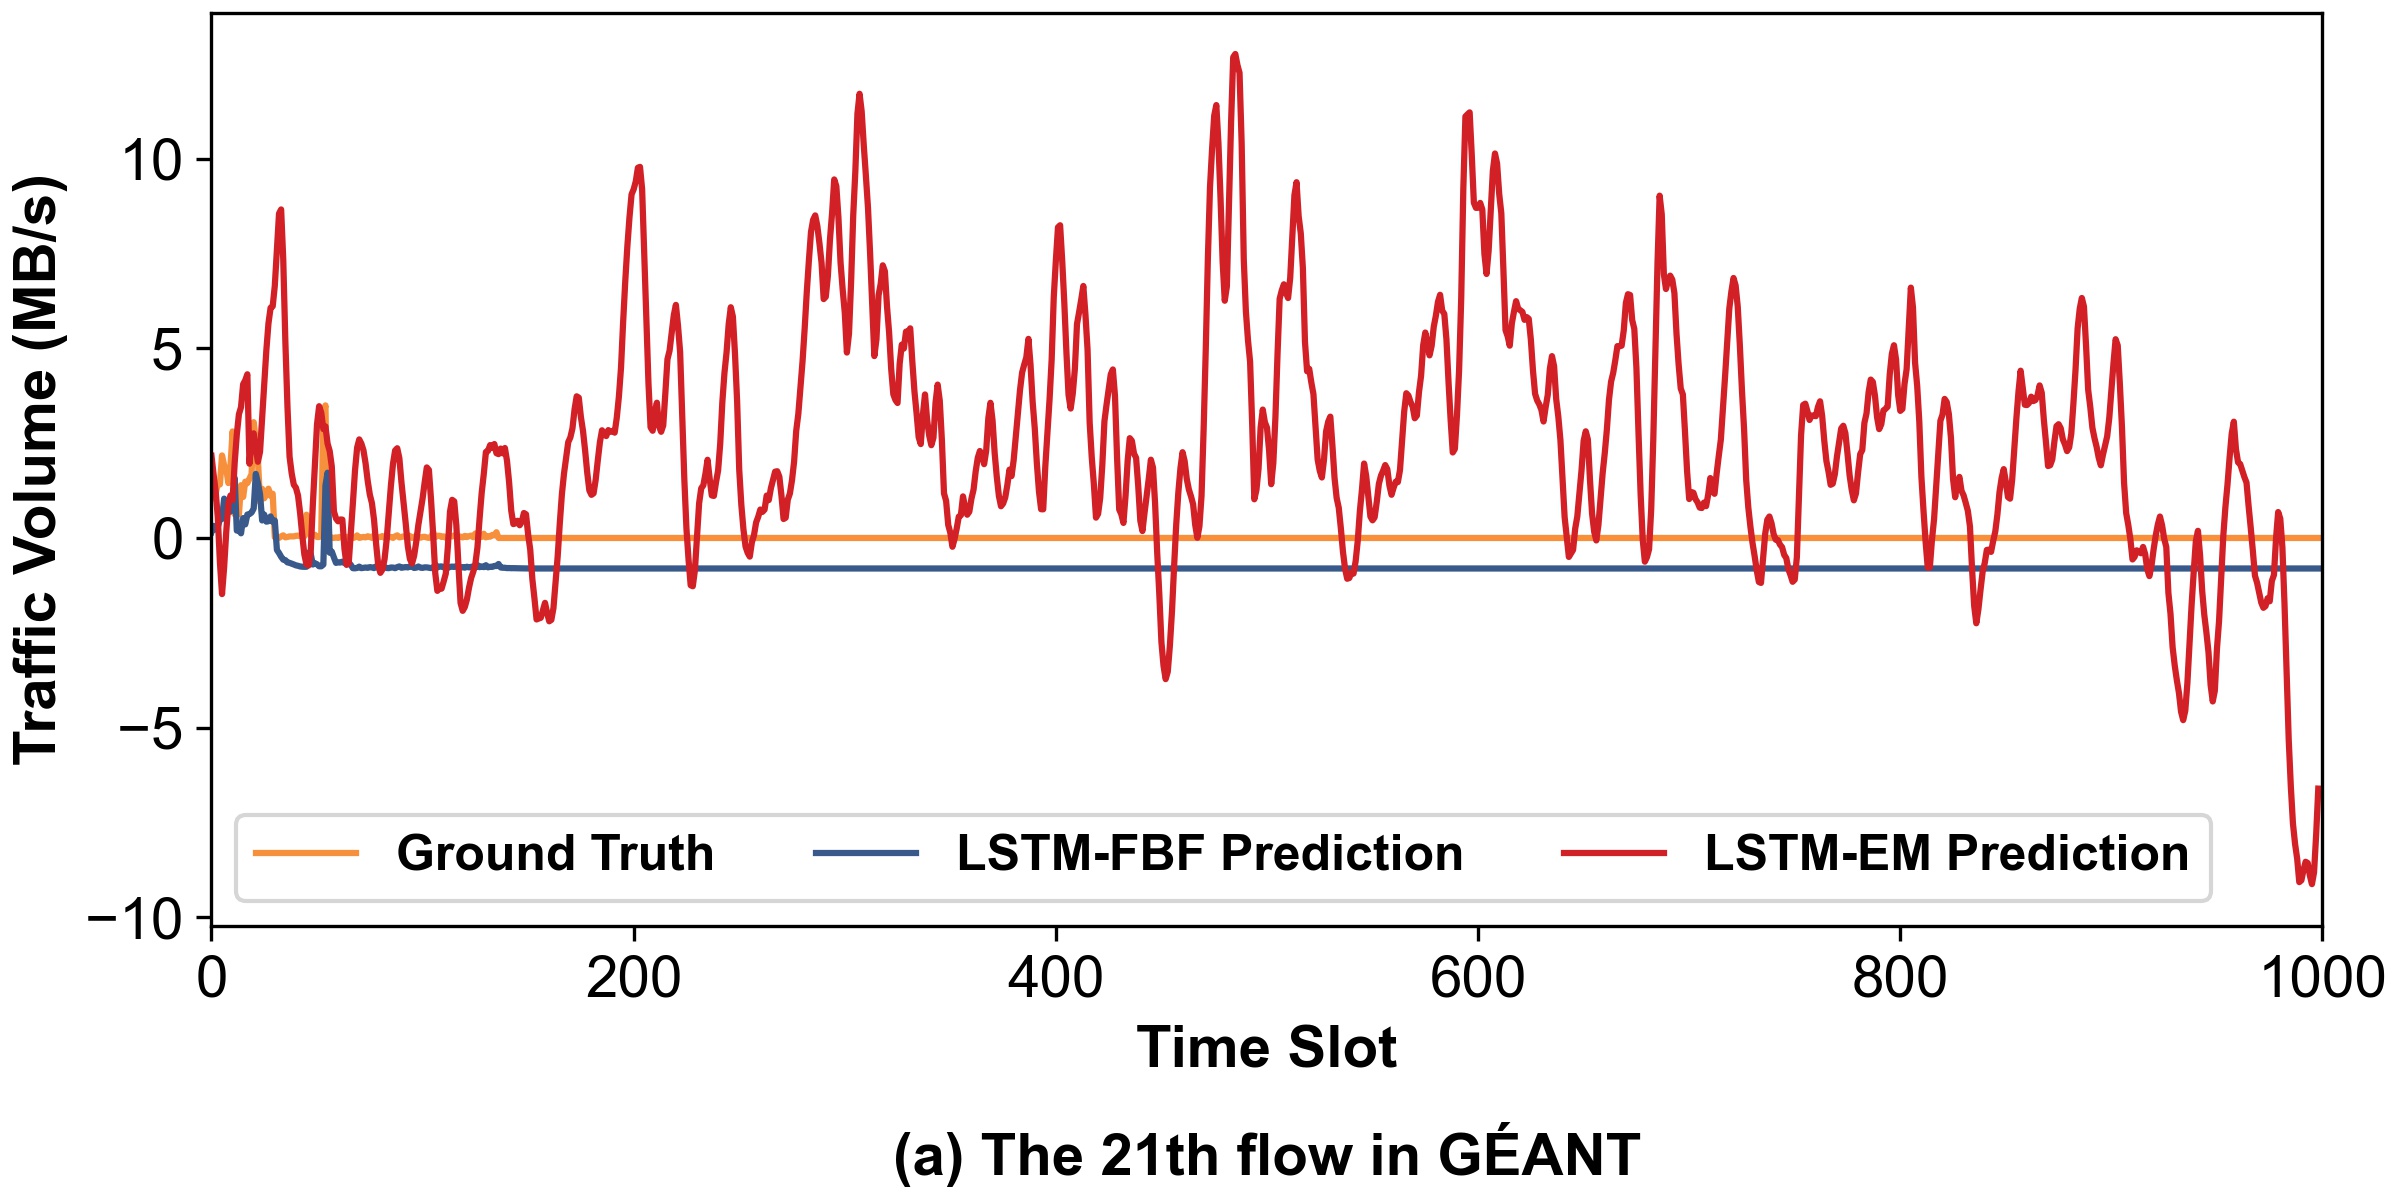 Traffic Volume (MB/s)
10
5
0
−5
−10
Ground Truth
LSTM-FBF Prediction
LSTM-EM Prediction
0
200
400
600
800
1000
Time Slot
(a) The 21th flow in GÉANT